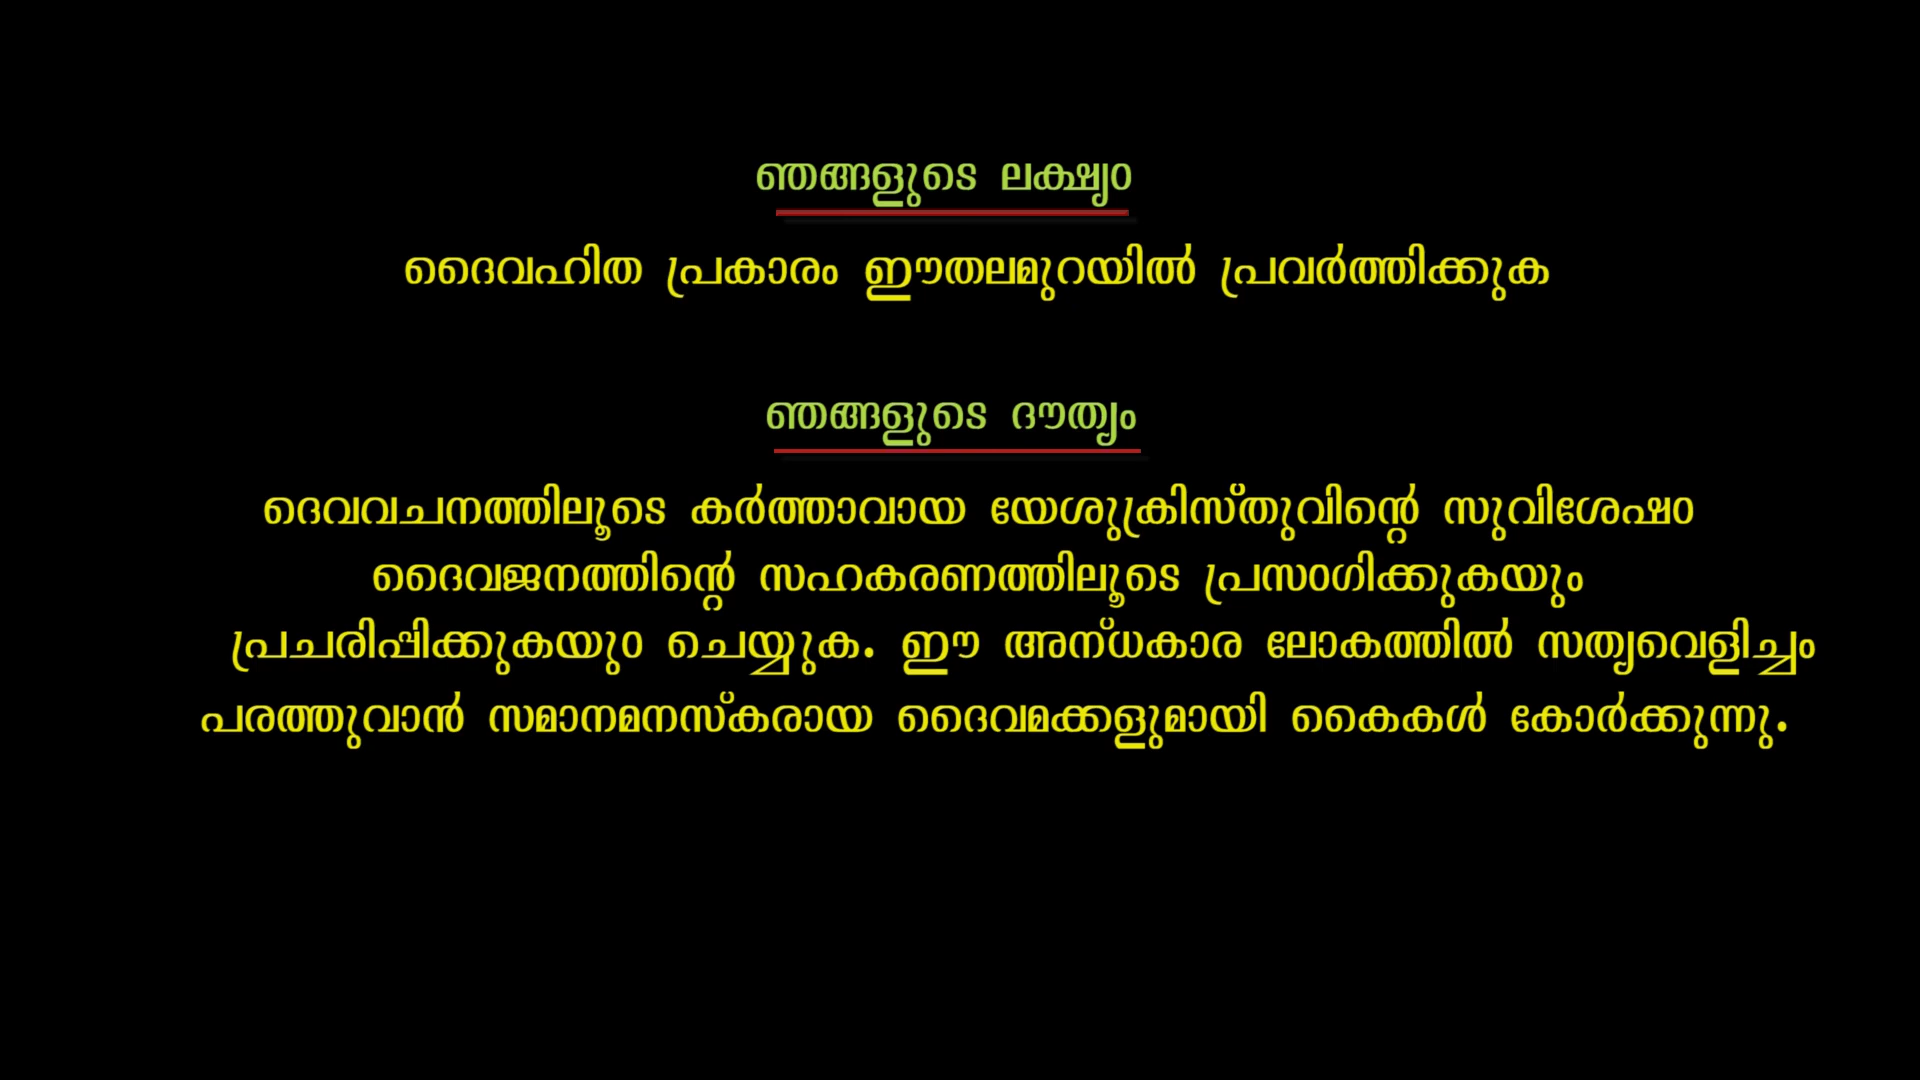 ഞങ്ങളുടെ ലക്ഷ്യം
ദൈവഹിത പ്രകാരം ഈതലമുറയിൽ പ്രവർത്തിക്കുക
ഞങ്ങളുടെ ദൗത്യം
ദൈവവചനത്തിലൂടെ കർത്താവായ യേശുക്രിസ്തുവിന്റെ സുവിശേഷം
ദൈവജനത്തിന്റെ സഹകരണത്തിലൂടെ പ്രസംഗിക്കുകയും
പ്രചരിപ്പിക്കുകയും ചെയ്യുക. ഈ അന്ധകാര ലോകത്തിൽ സത്യവെളിച്ചം
പരത്തുവാൻ സമാനമനസ്കരായ ദൈവമക്കളുമായി കൈകൾ കോർക്കുന്നു.